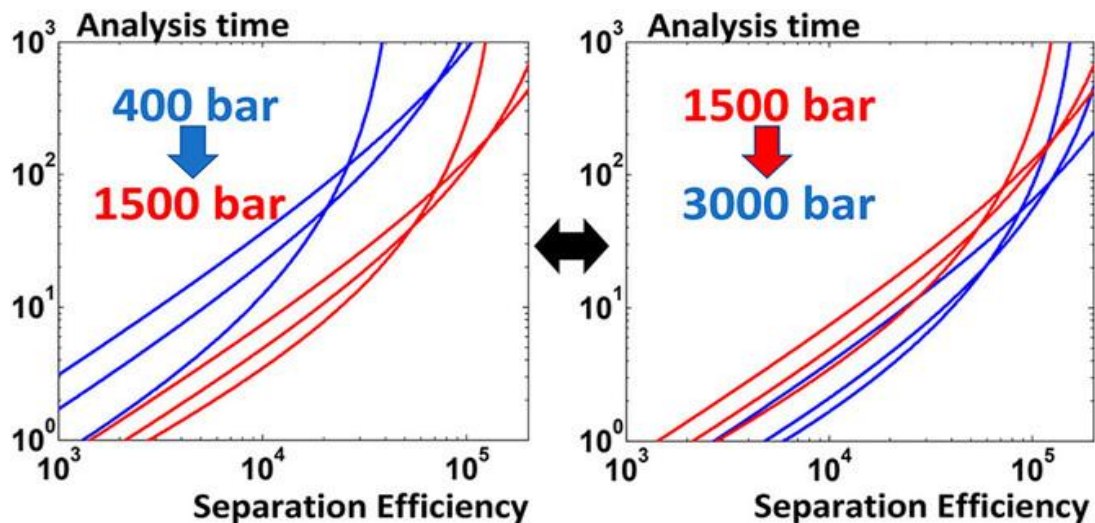 Analysis time
10³
400 bar
10²
1500 bar
10¹
10⁰
10³ 10⁴ 10⁵
Separation Efficiency
Analysis time
10³
1500 bar
10²
3000 bar
10¹
10⁰
10³ 10⁴ 10⁵
Separation Efficiency